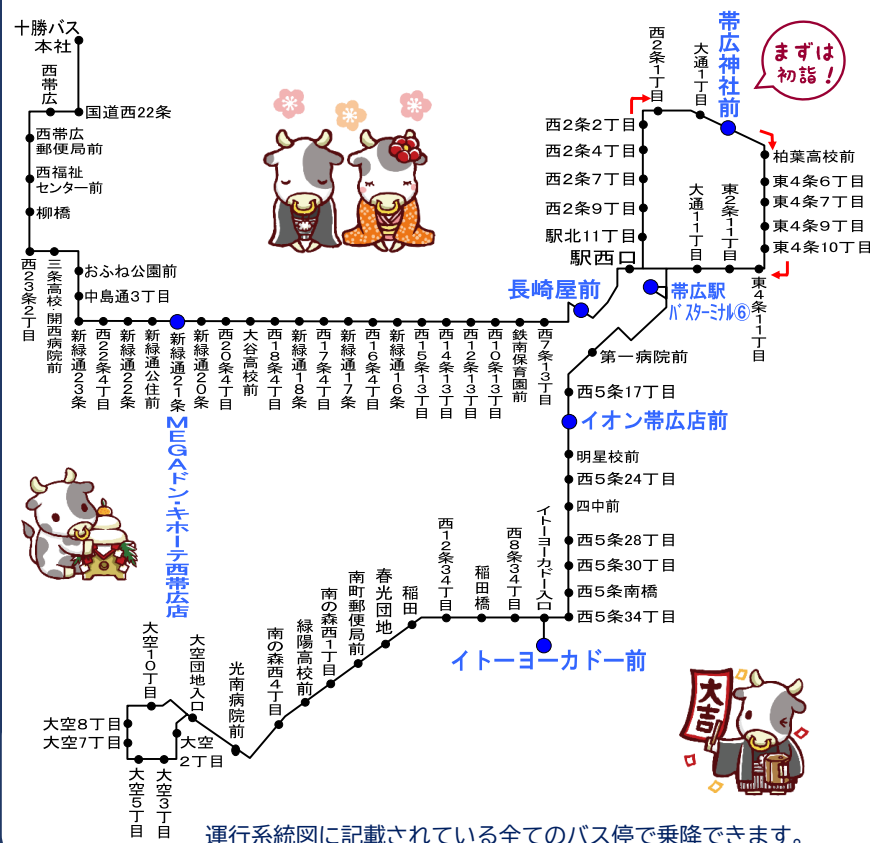 十勝バス
本社
西帯広
国道西22条
西帯広
郵便局前
西福祉
センター前
柳橋
西23条2丁目
三条高校・開西病院前
おふね公園前
中島通3丁目
新緑通23条
西22条4丁目
新緑通22条
新緑通公住前
新緑通21条
MEGAドン・キホーテ西帯広店
新緑通20条
西20条4丁目
大谷高校前
西18条4丁目
新緑通18条
西17条4丁目
新緑通17条
西16条4丁目
新緑通16条
西15条13丁目
西14条13丁目
西12条13丁目
西10条13丁目
鉄南保育園前
西7条13丁目
長崎屋前
駅西口
駅北11丁目
西2条9丁目
西2条7丁目
西2条4丁目
西2条2丁目
西2条1丁目
大通1丁目
帯広神社前
まずは
初詣!
柏葉高校前
東4条6丁目
東4条7丁目
東4条9丁目
東4条10丁目
東4条11丁目
東2条11丁目
大通11丁目
帯広駅
バスターミナル⑥
第一病院前
西5条17丁目
イオン帯広店前
明星校前
西5条24丁目
四中前
西5条28丁目
西5条30丁目
西5条南橋
西5条34丁目
イトーヨーカドー入口
イトーヨーカドー前
西8条34丁目
稲田橋
西12条34丁目
稲田
春光団地
南町郵便局前
南の森西1丁目
緑陽高校前
南の森西4丁目
光南病院前
大空団地入口
大空10丁目
大空8丁目
大空7丁目
大空5丁目
大空3丁目
大空
2丁目
大吉
運行系統図に記載されている全てのバス停で乗降できます。